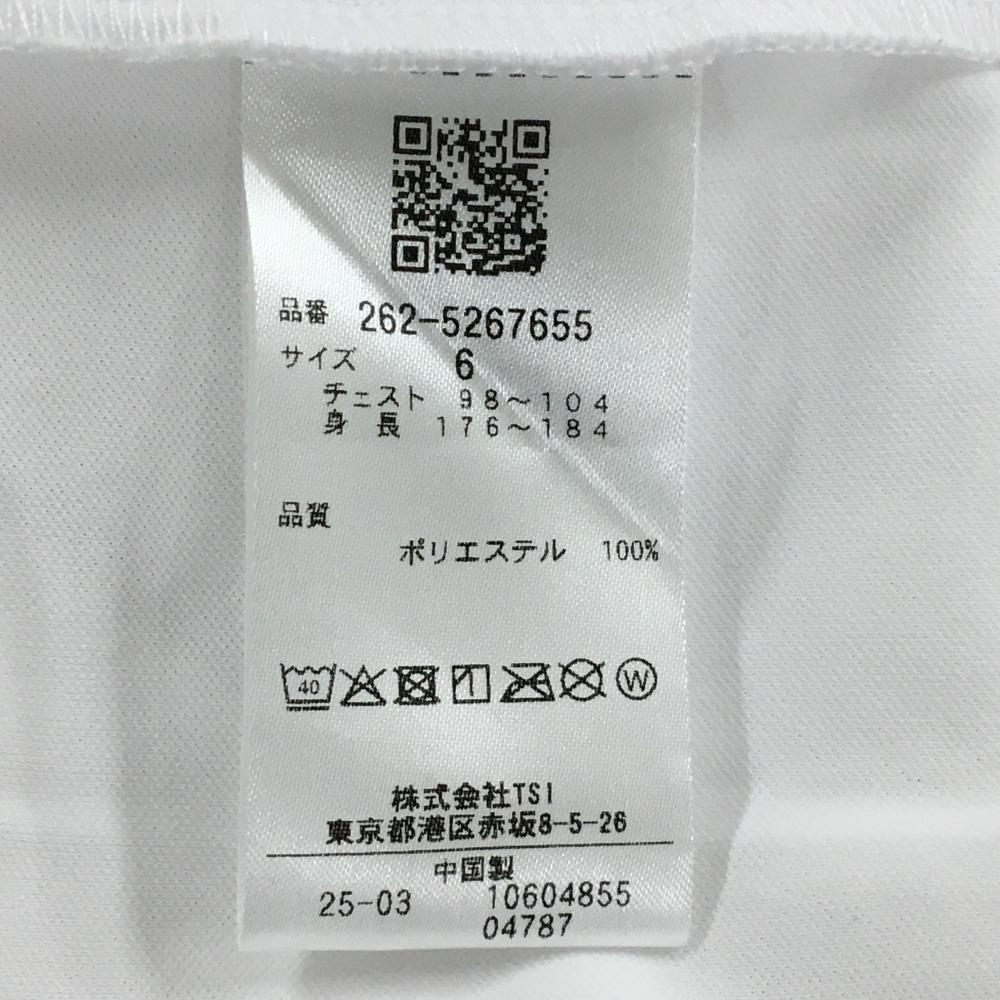 品番 262-5267655
サイズ 6
チェスト 98～104
身長 176～184
品質
ポリエステル 100%
40 W
株式会社TSI
東京都港区赤坂8-5-26
中国製
25-03 10604855
04787